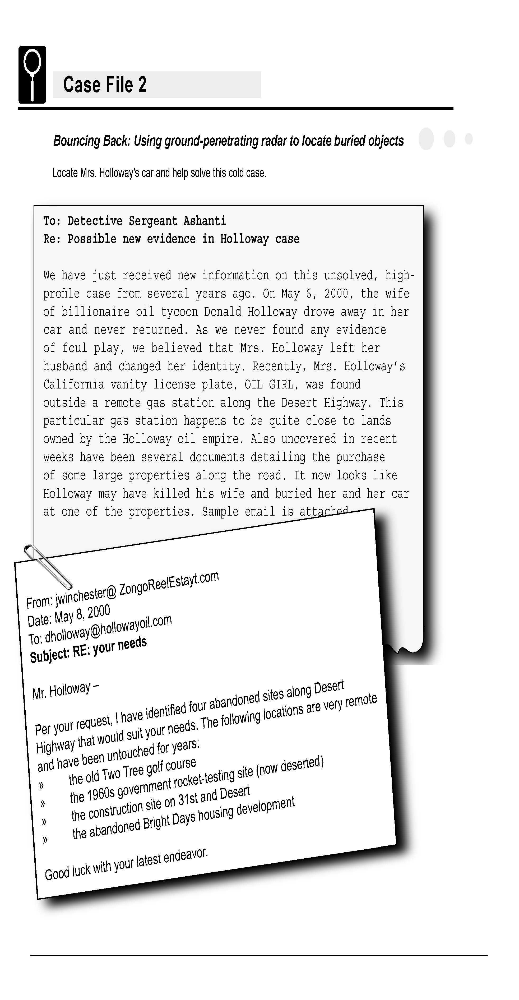 Case File 2
Bouncing Back: Using ground-penetrating radar to locate buried objects
Locate Mrs. Holloway’s car and help solve this cold case.
To: Detective Sergeant Ashanti
Re: Possible new evidence in Holloway case
We have just received new information on this unsolved, high-
profile case from several years ago. On May 6, 2000, the wife
of billionaire oil tycoon Donald Holloway drove away in her
car and never returned. As we never found any evidence
of foul play, we believed that Mrs. Holloway left her
husband and changed her identity. Recently, Mrs. Holloway’s
California vanity license plate, OIL GIRL, was found
outside a remote gas station along the Desert Highway. This
particular gas station happens to be quite close to lands
owned by the Holloway oil empire. Also uncovered in recent
weeks have been several documents detailing the purchase
of some large properties along the road. It now looks like
Holloway may have killed his wife and buried her and her car
at one of the properties. Sample email is attached
From: jwinchester@ ZongoReelEstayt.com
Date: May 8, 2000
To: dholloway@hollowayoil.com
Subject: RE: your needs
Mr. Holloway –
Per your request, I have identified four abandoned sites along Desert
Highway that would suit your needs. The following locations are very remote
and have been untouched for years:
» the old Two Tree golf course
» the 1960s government rocket-testing site (now deserted)
» the construction site on 31st and Desert
» the abandoned Bright Days housing development
Good luck with your latest endeavor.